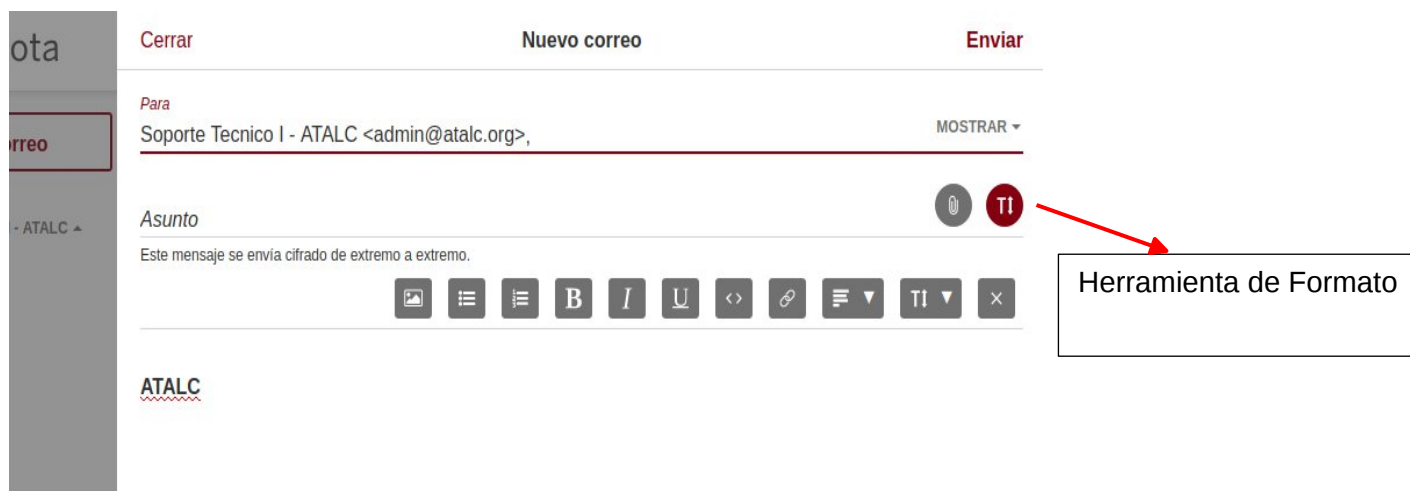 ota
Cerrar
Nuevo correo
Enviar
Para
Soporte Tecnico I - ATALC <admin@atalc.org>,
MOSTRAR
orreo
Asunto
I - ATALC
Este mensaje se envía cifrado de extremo a extremo.
B I U <> T T
Herramienta de Formato
ATALC